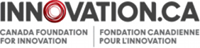 INNOVATION.CA
CANADA FOUNDATION
FOR INNOVATION
FONDATION CANADIENNE
POUR L'INNOVATION